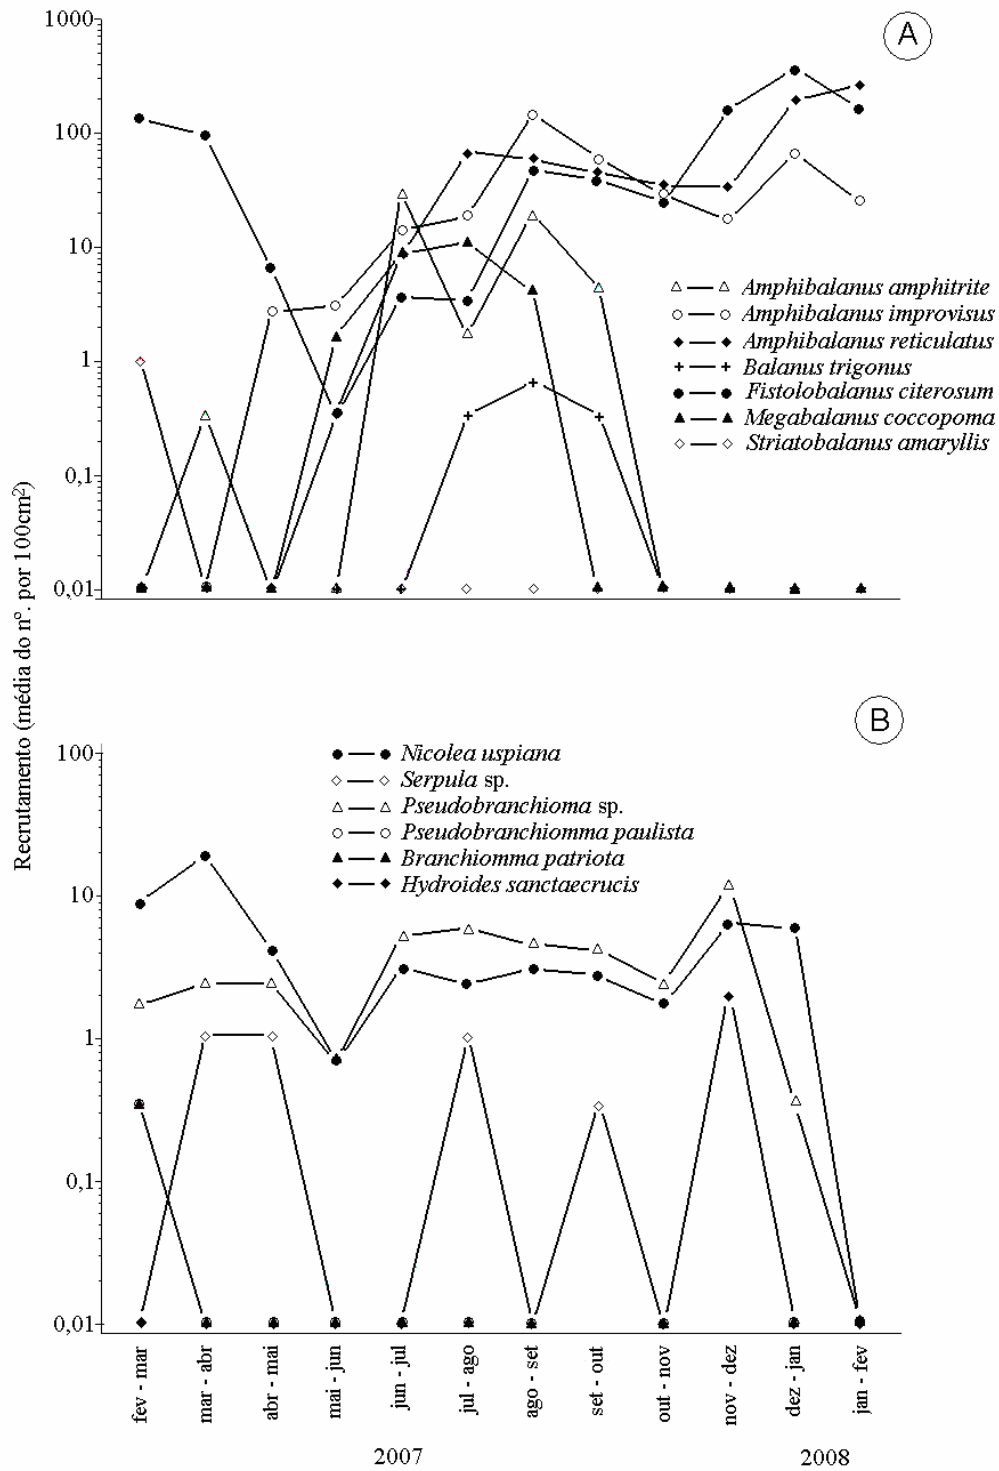 A
1000
100
10
1
0,1
0,01
Amphibalanus amphitrite
Amphibalanus improvisus
Amphibalanus reticulatus
Balanus trigonus
Fistolobalanus citerosum
Megabalanus coccopoma
Striatobalanus amaryllis
Recrutamento (média do nº. por 100cm²)
B
100
10
1
0,1
0,01
Nicolea uspiana
Serpula sp.
Pseudobranchioma sp.
Pseudobranchiomma paulista
Branchiomma patriota
Hydroides sanctaecrucis
fev - mar
mar - abr
abr - mai
mai - jun
jun - jul
jul - ago
ago - set
set - out
out - nov
nov - dez
dez - jan
jan - fev
2007
2008